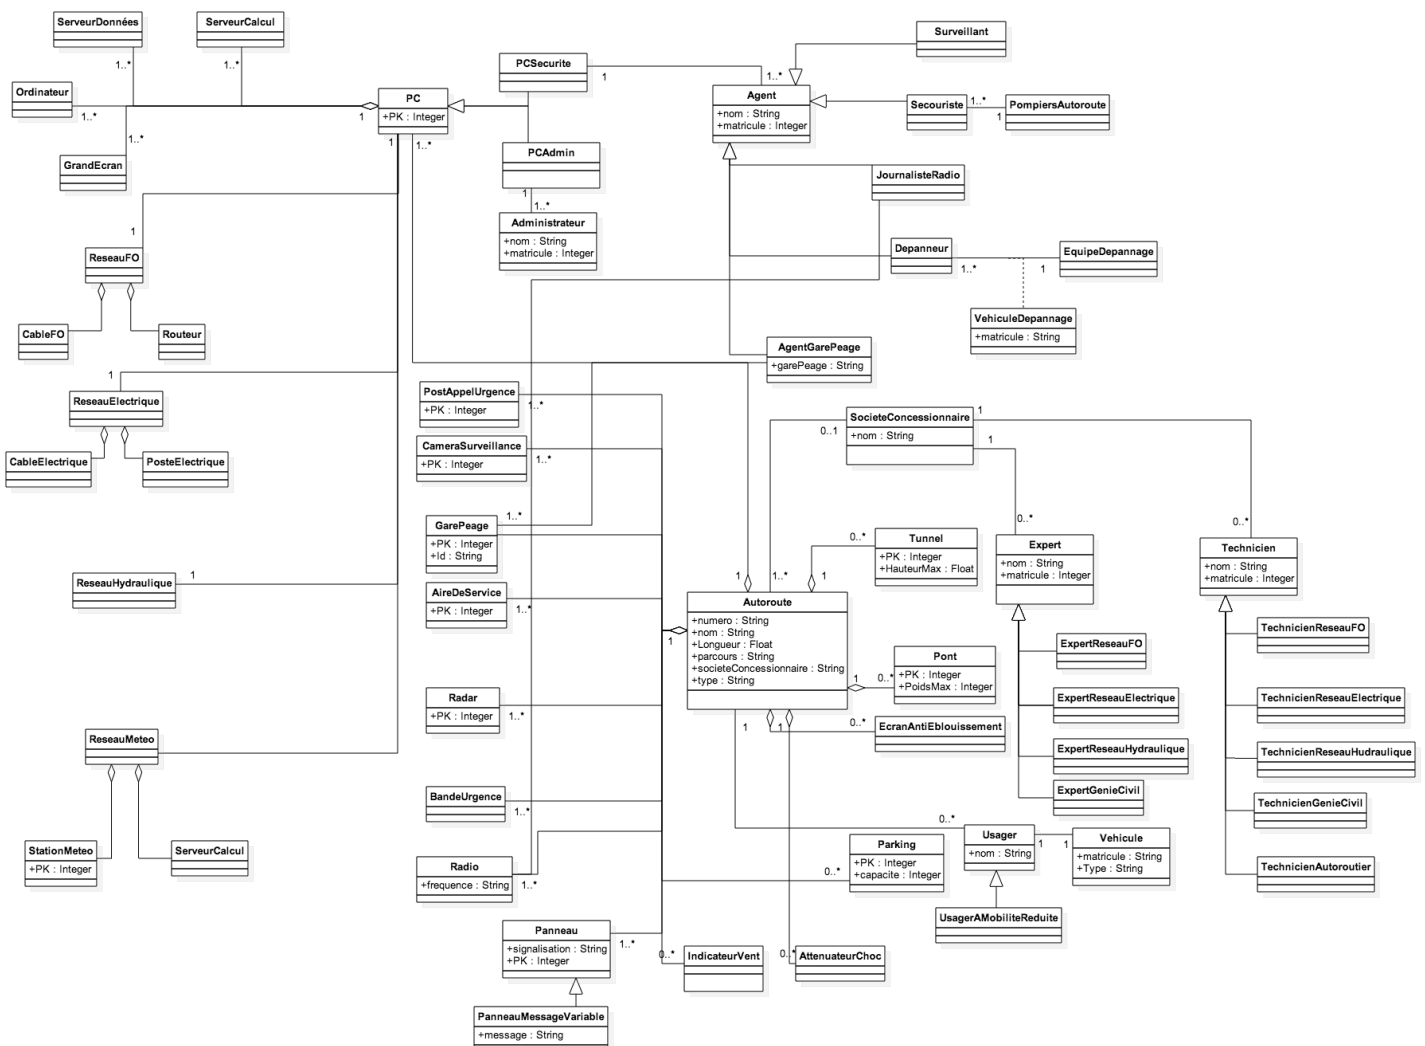 ServeurDonnées
ServeurCalcul
Surveillant
1..*
1..*
PCSecurite
1
1..*
Ordinateur
1..*
PC
+PK : Integer
1
Agent
+nom : String
+matricule : Integer
Secouriste
1..*
1
PompiersAutoroute
1..*
GrandEcran
1
1..*
PCAdmin
1
1..*
JournalisteRadio
Administrateur
+nom : String
+matricule : Integer
1
ReseauFO
Depanneur
1..*
1
EquipeDepannage
CableFO
Routeur
VehiculeDepannage
+matricule : String
AgentGarePeage
+garePeage : String
1
ReseauElectrique
PostAppelUrgence
+PK : Integer
1..*
SocieteConcessionnaire
+nom : String
0..1
1
1
CameraSurveillance
+PK : Integer
1..*
CableElectrique
PosteElectrique
GarePeage
+PK : Integer
+Id : String
1..*
0..*
Tunnel
+PK : Integer
+HauteurMax : Float
0..*
Expert
+nom : String
+matricule : Integer
0..*
Technicien
+nom : String
+matricule : Integer
ReseauHydraulique
1
AireDeService
+PK : Integer
1..*
1
1..*
1
Autoroute
+numero : String
+nom : String
+Longueur : Float
+parcours : String
+societeConcessionnaire : String
+type : String
1
ExpertReseauFO
TechnicienReseauFO
Pont
+PK : Integer
+PoidsMax : Integer
1
0..*
Radar
+PK : Integer
1..*
ExpertReseauElectrique
TechnicienReseauElectrique
1
1
0..*
EcranAntiEblouissement
ReseauMeteo
ExpertReseauHydraulique
TechnicienReseauHudraulique
BandeUrgence
1..*
ExpertGenieCivil
TechnicienGenieCivil
0..*
Usager
+nom : String
1
1
Vehicule
+matricule : String
+Type : String
StationMeteo
+PK : Integer
ServeurCalcul
Radio
+frequence : String
1..*
Parking
+PK : Integer
+capacite : Integer
0..*
TechnicienAutoroutier
UsagerAMobiliteReduite
Panneau
+signalisation : String
+PK : Integer
1..*
0..*
IndicateurVent
0..*
AttenuateurChoc
PanneauMessageVariable
+message : String